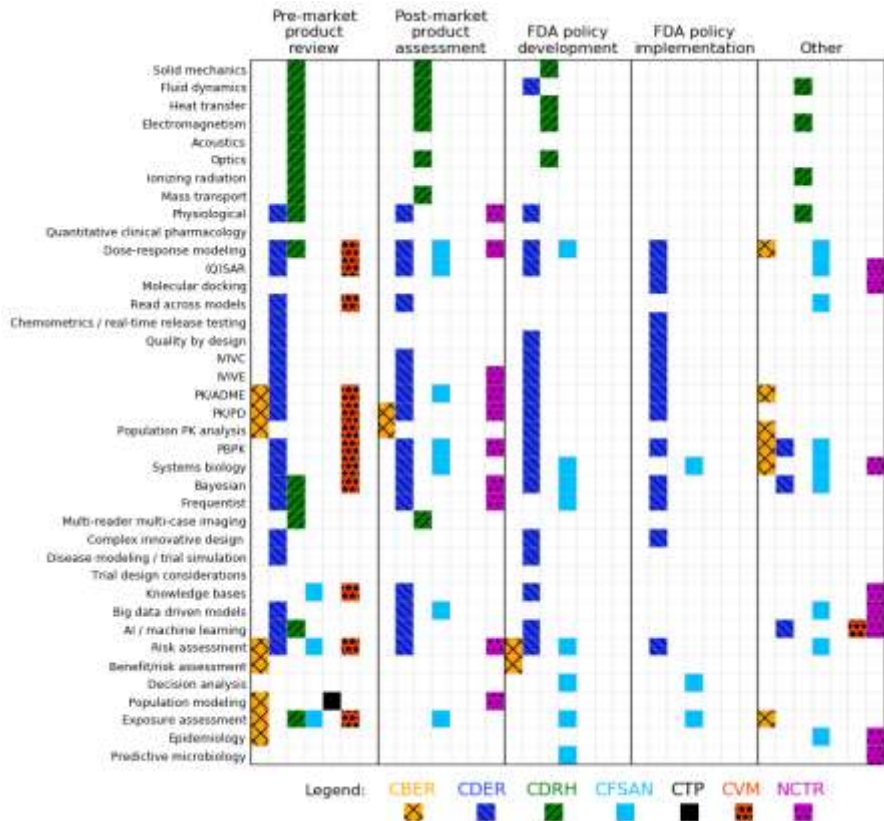 Pre-market
product
review
Post-market
product
assessment
FDA policy
development
FDA policy
implementation
Other
Solid mechanics
Fluid dynamics
Heat transfer
Electromagnetism
Acoustics
Optics
Ionizing radiation
Mass transport
Physiological
Quantitative clinical pharmacology
Dose-response modeling
(Q)SAR
Molecular docking
Read across models
Chemometrics / real-time release testing
Quality by design
IVIVC
IVIVE
PK/ADME
PK/PD
Population PK analysis
PBPK
Systems biology
Bayesian
Frequentist
Multi-reader multi-case imaging
Complex innovative design
Disease modeling / trial simulation
Trial design considerations
Knowledge bases
Big data driven models
AI / machine learning
Risk assessment
Benefit/risk assessment
Decision analysis
Population modeling
Exposure assessment
Epidemiology
Predictive microbiology
Legend: CBER CDER CDRH CFSAN CTP CVM NCTR